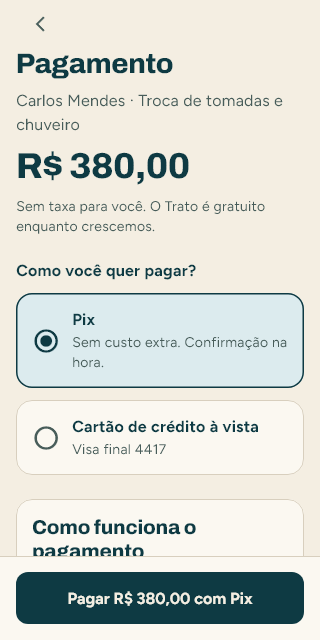 Pagamento
Carlos Mendes · Troca de tomadas e
chuveiro
R$ 380,00
Sem taxa para você. O Trato é gratuito
enquanto crescemos.
Como você quer pagar?
Pix
Sem custo extra. Confirmação na
hora.
Cartão de crédito à vista
Visa final 4417
Como funciona o
pagamento
Pagar R$ 380,00 com Pix